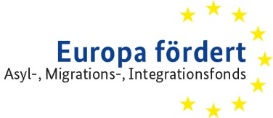 Europa fördert
Asyl-, Migrations-, Integrationsfonds